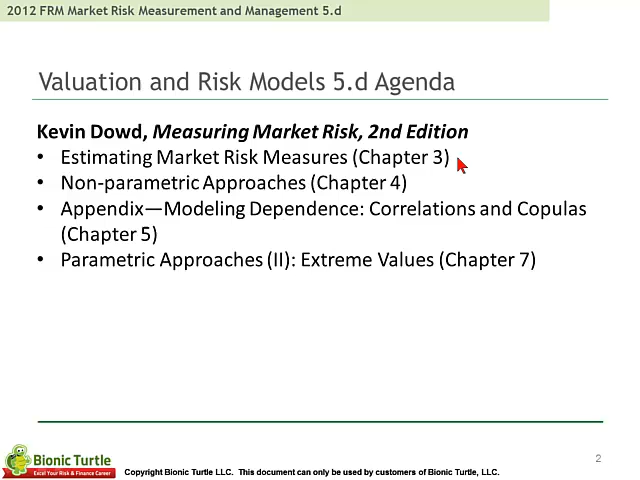 2012 FRM Market Risk Measurement and Management 5.d
Valuation and Risk Models 5.d Agenda
Kevin Dowd, Measuring Market Risk, 2nd Edition
• Estimating Market Risk Measures (Chapter 3)
• Non-parametric Approaches (Chapter 4)
• Appendix—Modeling Dependence: Correlations and Copulas
(Chapter 5)
• Parametric Approaches (II): Extreme Values (Chapter 7)
2
Bionic Turtle
Excel Your Risk & Finance Career
Copyright Bionic Turtle LLC. This document can only be used by customers of Bionic Turtle, LLC.